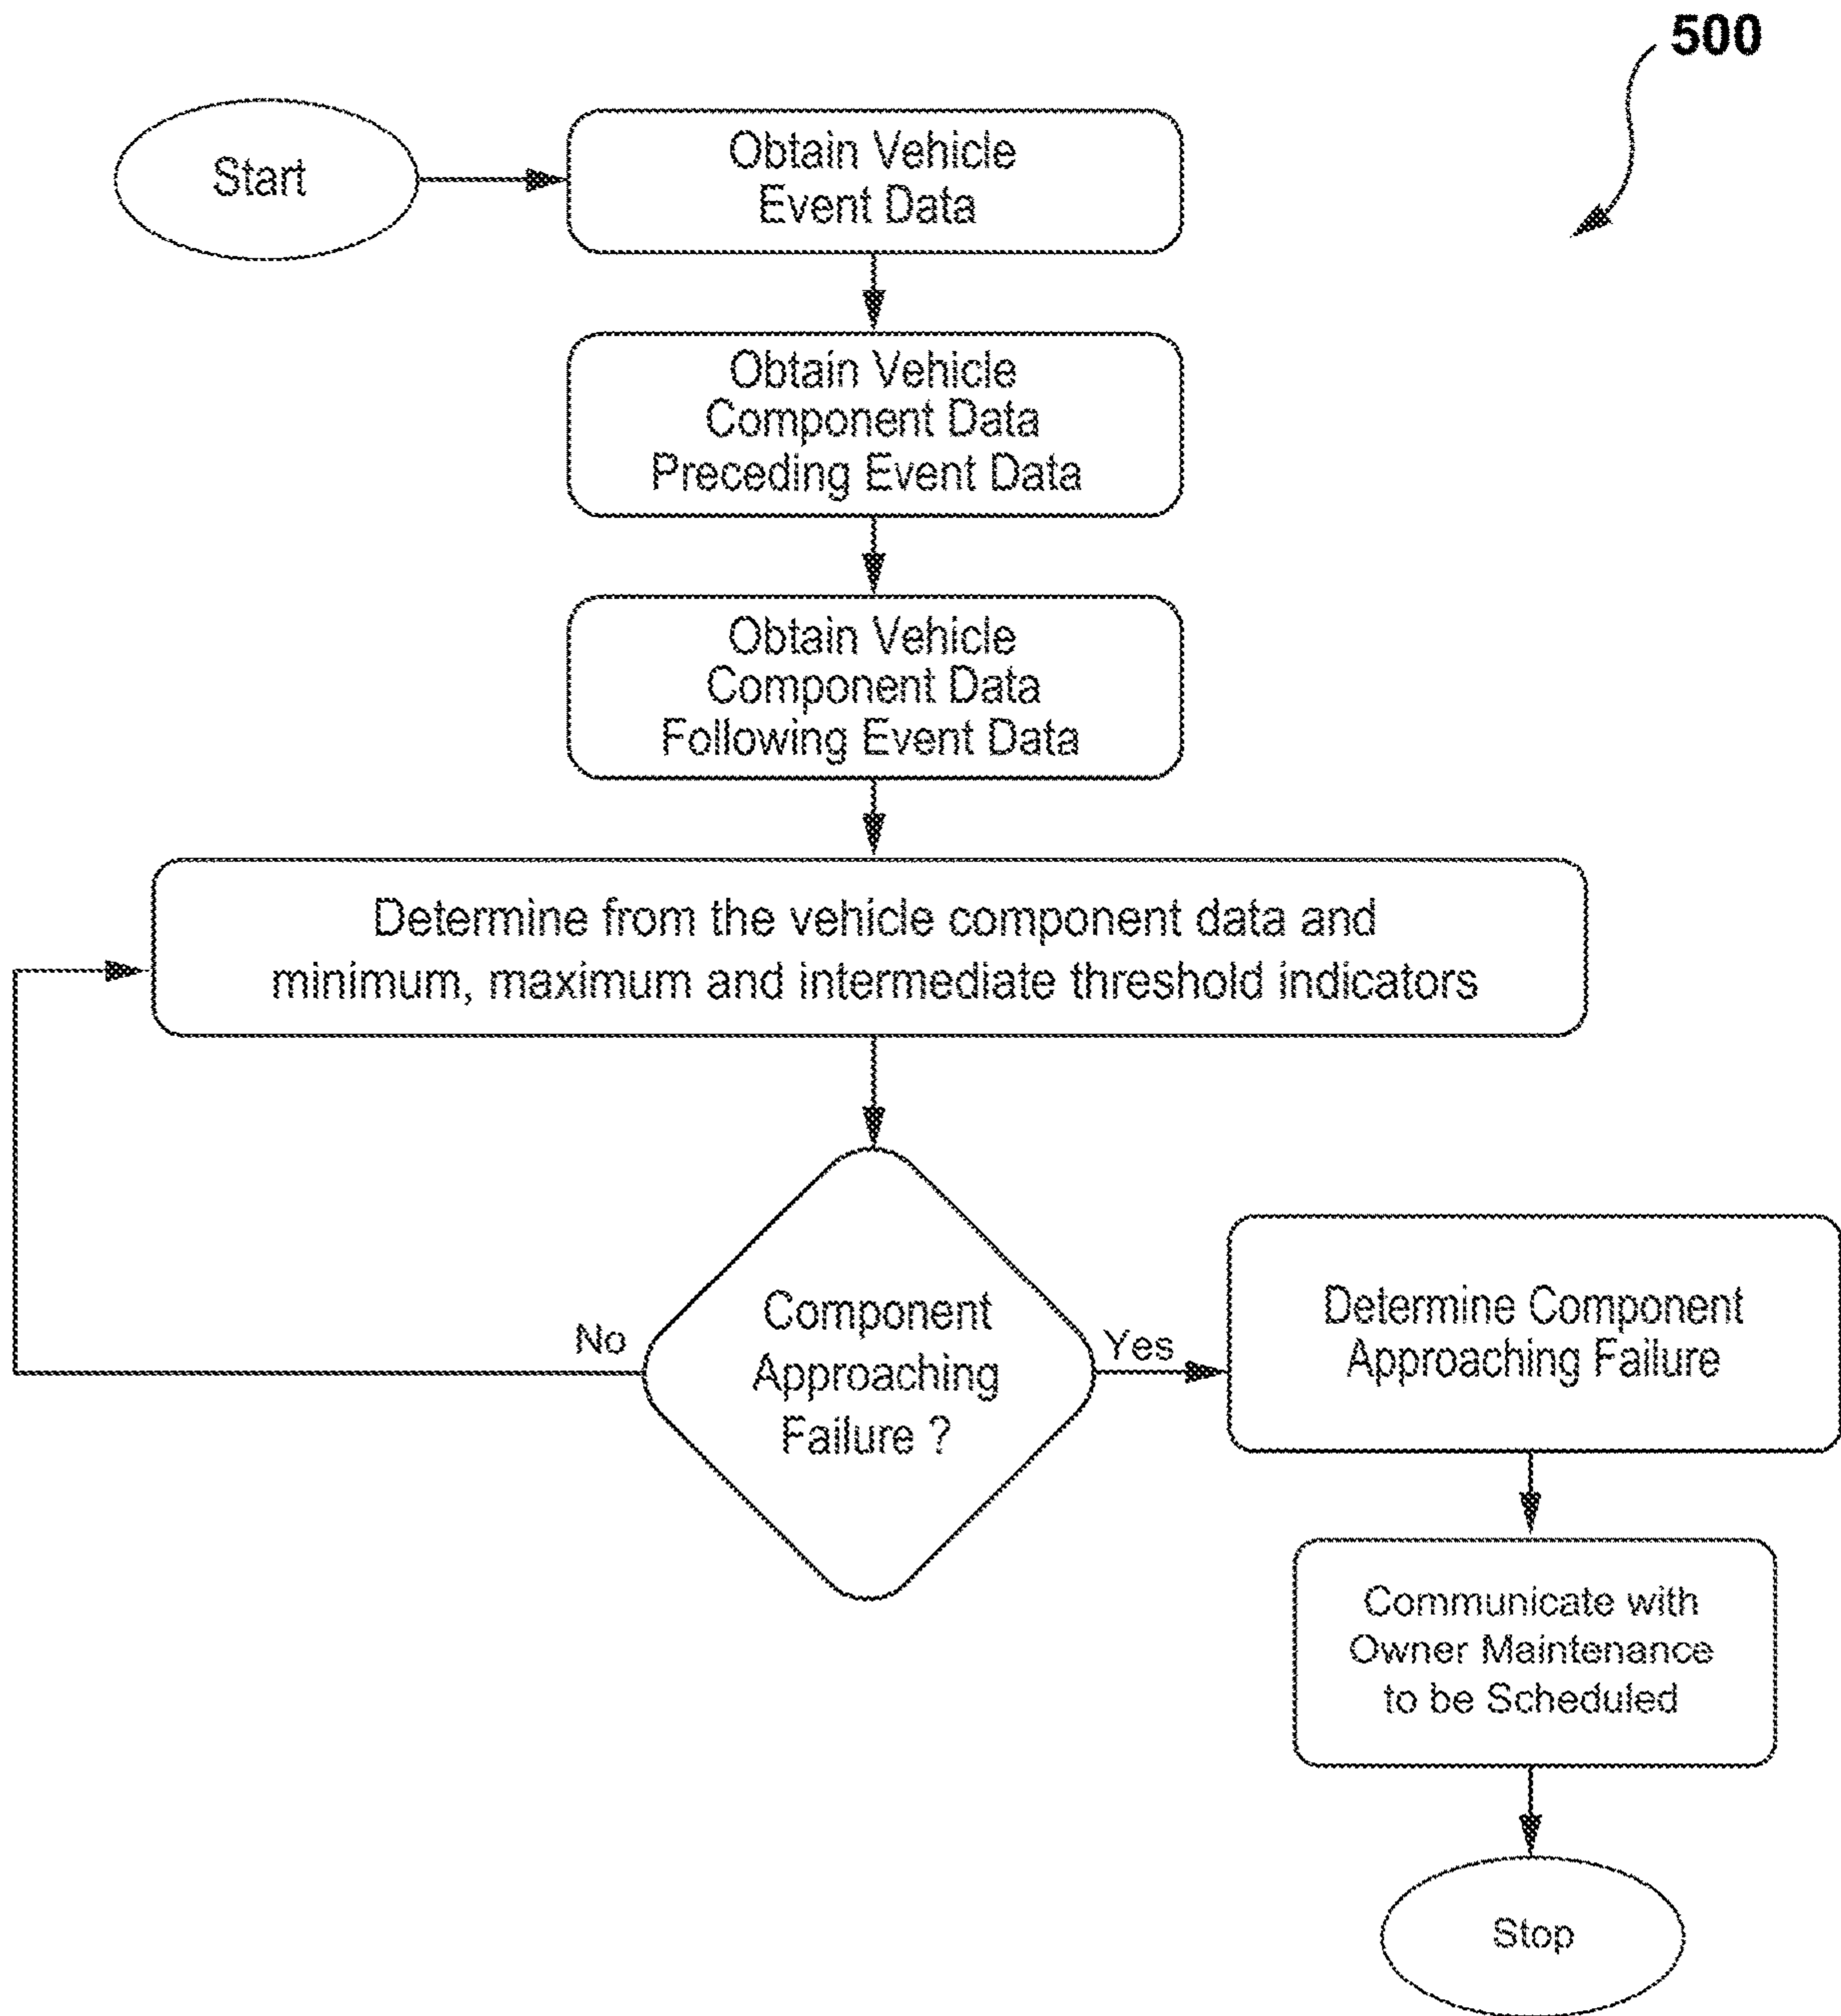 500
Start
Obtain Vehicle
Event Data
Obtain Vehicle
Component Data
Preceding Event Data
Obtain Vehicle
Component Data
Following Event Data
Determine from the vehicle component data and
minimum, maximum and intermediate threshold indicators
Component
Approaching
Failure ?
No
Yes
Determine Component
Approaching Failure
Communicate with
Owner Maintenance
to be Scheduled
Stop